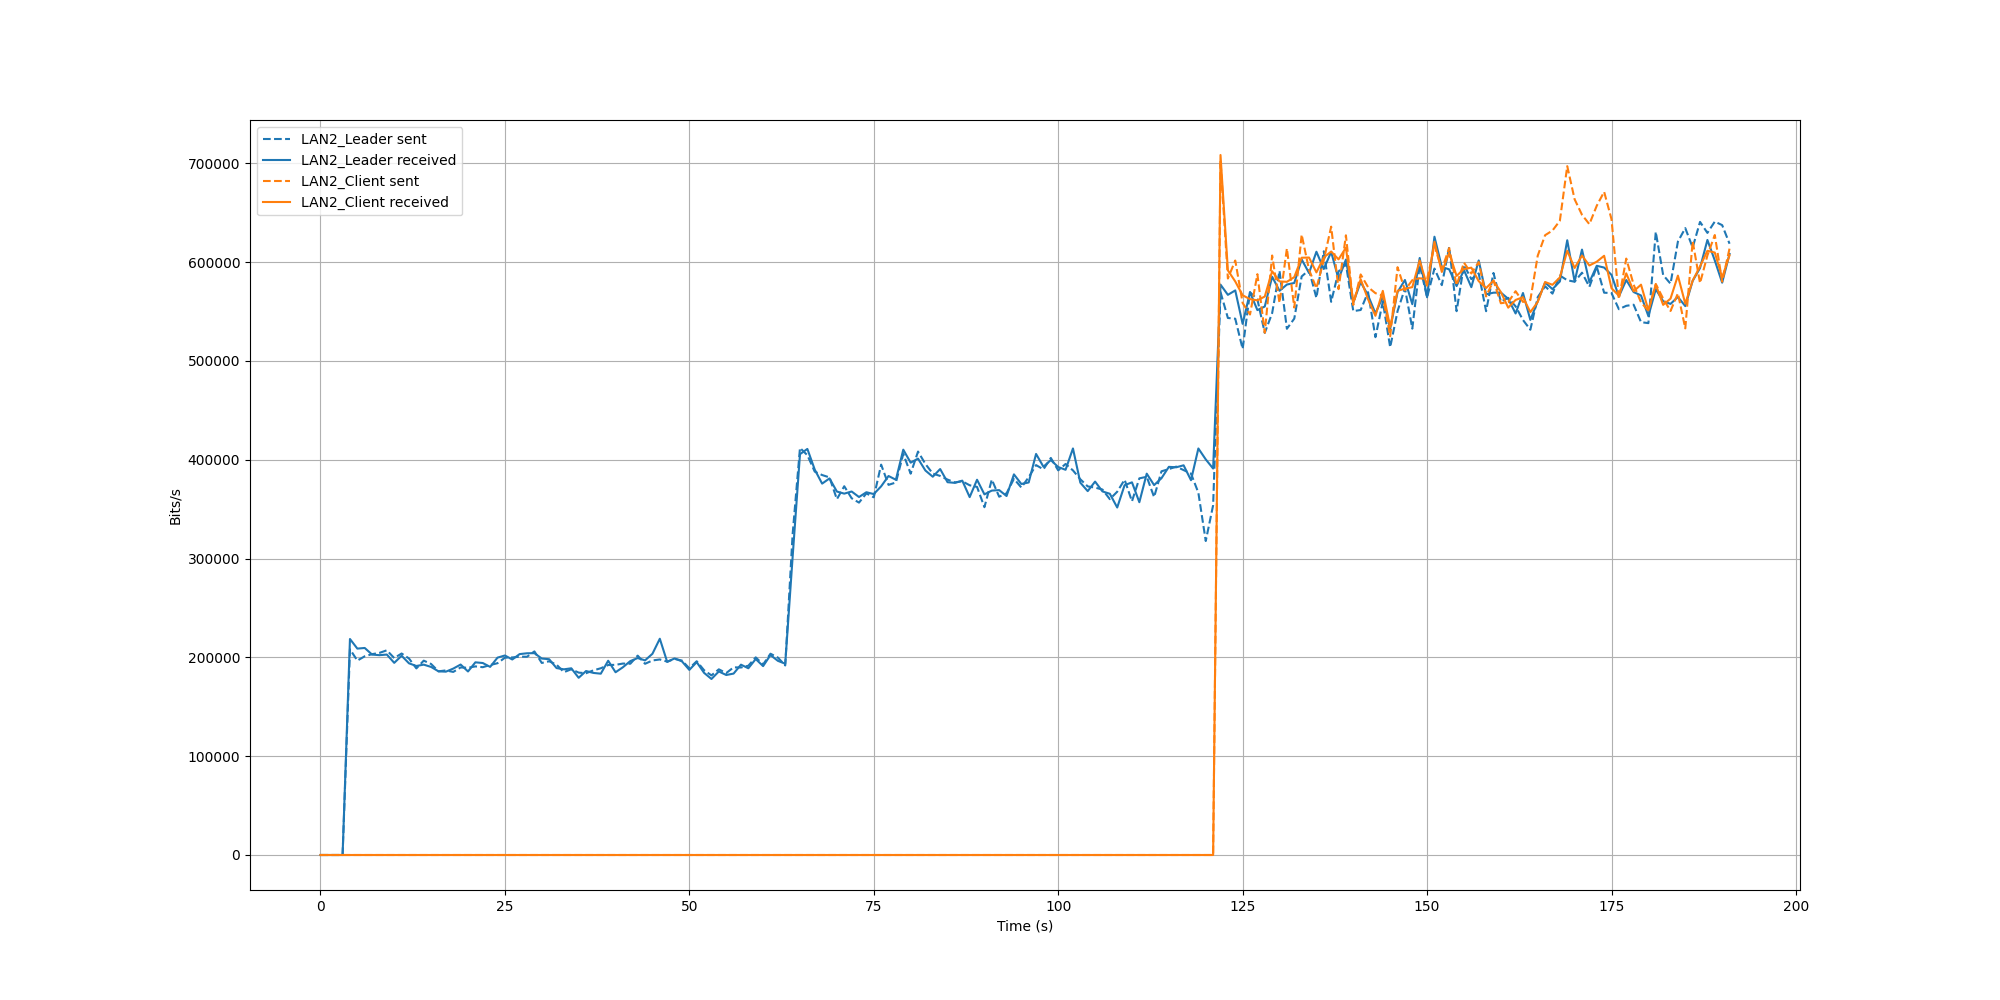 LAN2_Leader sent
LAN2_Leader received
LAN2_Client sent
LAN2_Client received
700000
600000
500000
400000
300000
200000
100000
0
Bits/s
0 25 50 75 100 125 150 175 200
Time (s)